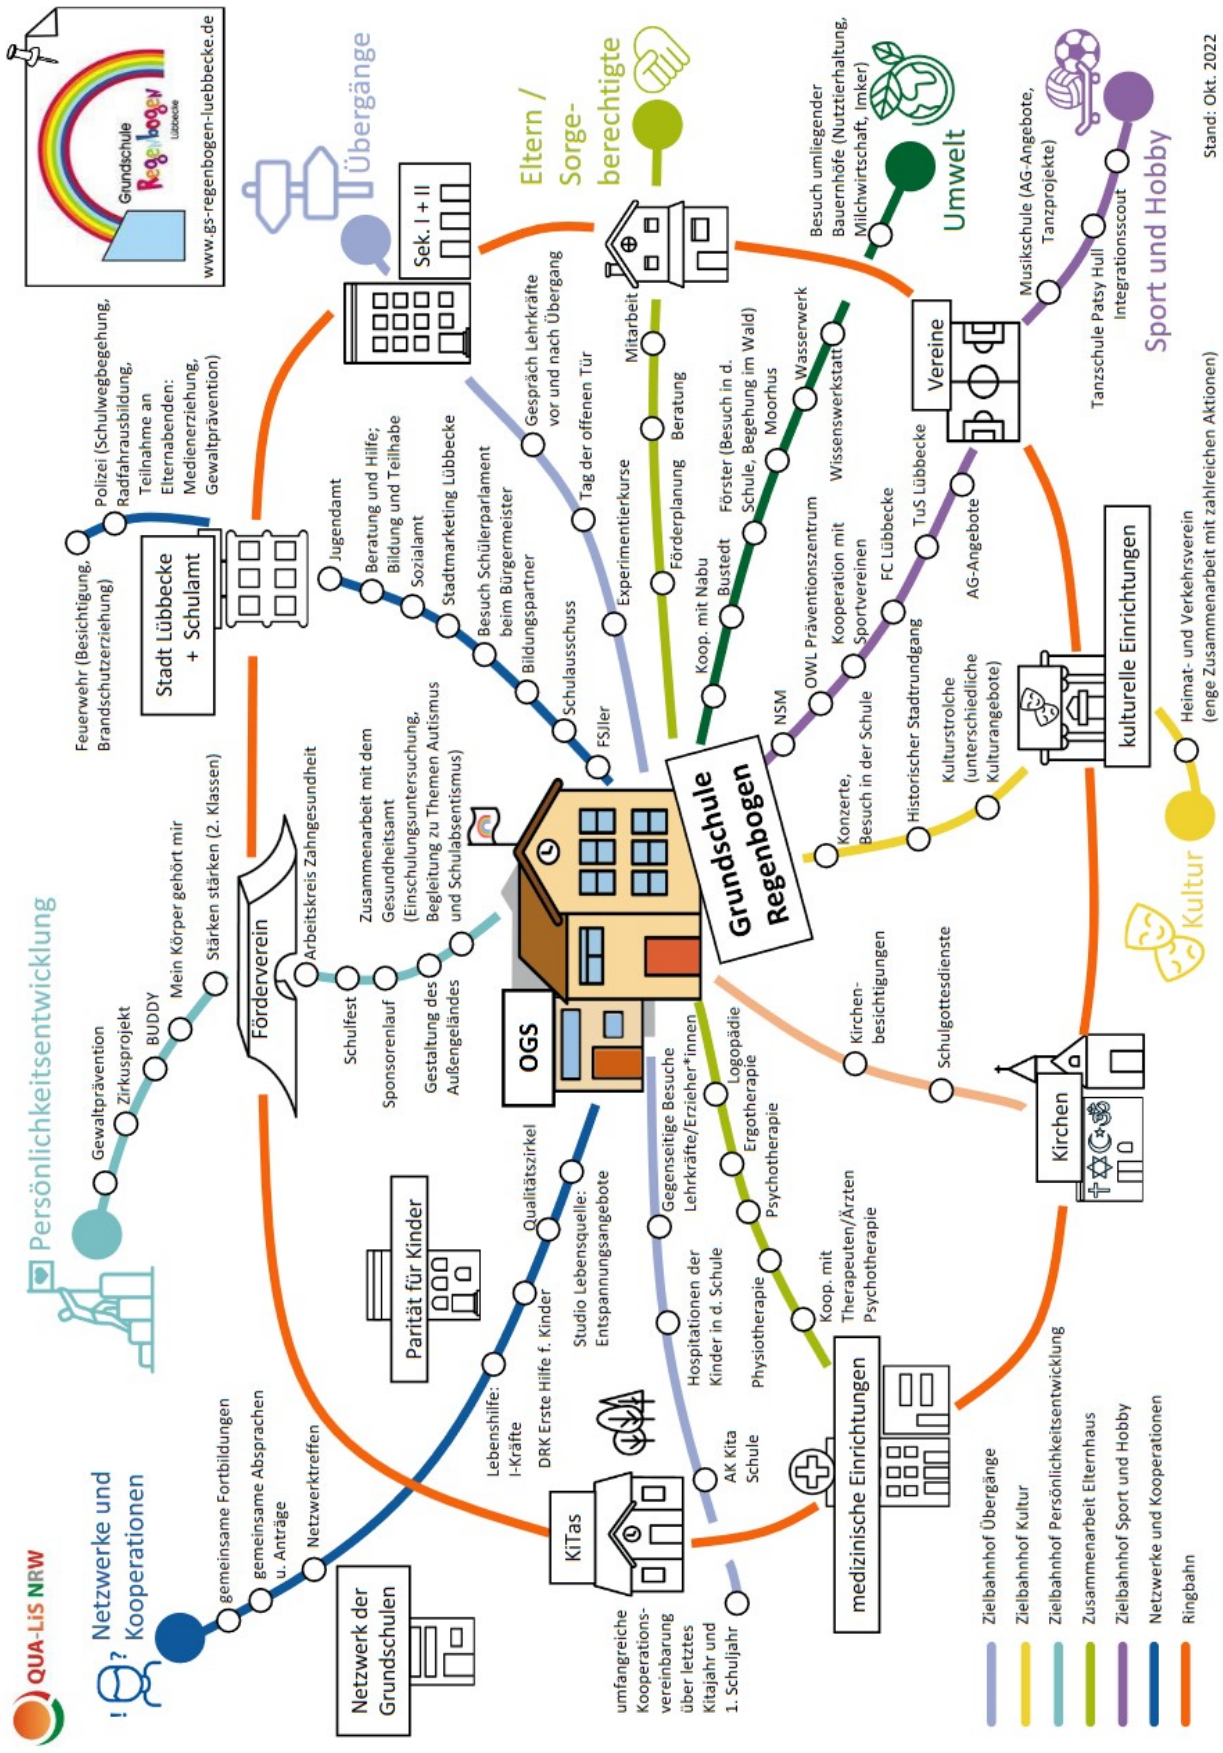 QUA-LiS NRW
Netzwerke und
Kooperationen
!
?
gemeinsame Fortbildungen
gemeinsame Absprachen
u. Anträge
Netzwerktreffen
Netzwerk der
Grundschulen
Persönlichkeitsentwicklung
Gewaltprävention
Zirkusprojekt
BUDDY
Mein Körper gehört mir
Stärken stärken (2. Klassen)
Förderverein
Arbeitskreis Zahngesundheit
Schulfest
Sponsorenlauf
Gestaltung des
Außengeländes
Zusammenarbeit mit dem
Gesundheitsamt
(Einschulungsuntersuchung,
Begleitung zu Themen Autismus
und Schulabsentismus)
Feuerwehr (Besichtigung,
Brandschutzerziehung)
Polizei (Schulwegbegehung,
Radfahrausbildung,
Teilnahme an
Elternabenden:
Medienerziehung,
Gewaltprävention)
Stadt Lübbecke
+ Schulamt
Jugendamt
Beratung und Hilfe;
Bildung und Teilhabe
Sozialamt
Stadtmarketing Lübbecke
Besuch Schülerparlament
beim Bürgermeister
Bildungspartner
Schulausschuss
FSJler
Grundschule
Regenbogen
Lübbecke
www.gs-regenbogen-luebbecke.de
Übergänge
Sek. I + II
Gespräch Lehrkräfte
vor und nach Übergang
Tag der offenen Tür
Experimentierkurse
Eltern /
Sorge-
berechtigte
Mitarbeit
Beratung
Förderplanung
Parität für Kinder
Lebenshilfe:
I-Kräfte
DRK Erste Hilfe f. Kinder
Qualitätszirkel
Studio Lebensquelle:
Entspannungsangebote
OGS
Grundschule
Regenbogen
KiTas
umfangreiche
Kooperations-
vereinbarung
über letztes
Kitajahr und
1. Schuljahr
AK Kita
Schule
Hospitationen der
Kinder in d. Schule
Gegenseitige Besuche
Lehrkräfte/Erzieher*innen
Logopädie
Ergotherapie
Psychotherapie
Physiotherapie
Koop. mit
Therapeuten/Ärzten
Psychotherapie
medizinische Einrichtungen
Koop. mit Nabu
Bustedt
Förster (Besuch in d.
Schule, Begehung im Wald)
Moorhus
Wasserwerk
Wissenswerkstatt
Besuch umliegender
Bauernhöfe (Nutztierhaltung,
Milchwirtschaft, Imker)
Umwelt
NSM
OWL Präventionszentrum
Kooperation mit
Sportvereinen
FC Lübbecke
TuS Lübbecke
AG-Angebote
Vereine
Musikschule (AG-Angebote,
Tanzprojekte)
Tanzschule Patsy Hull
Integrationsscout
Sport und Hobby
Konzerte,
Besuch in der Schule
Historischer Stadtrundgang
Kulturstrolche
(unterschiedliche
Kulturangebote)
kulturelle Einrichtungen
Heimat- und Verkehrsverein
(enge Zusammenarbeit mit zahlreichen Aktionen)
Kultur
Kirchen-
besichtigungen
Schulgottesdienste
Kirchen
Zielbahnhof Übergänge
Zielbahnhof Kultur
Zielbahnhof Persönlichkeitsentwicklung
Zusammenarbeit Elternhaus
Zielbahnhof Sport und Hobby
Netzwerke und Kooperationen
Ringbahn
Stand: Okt. 2022